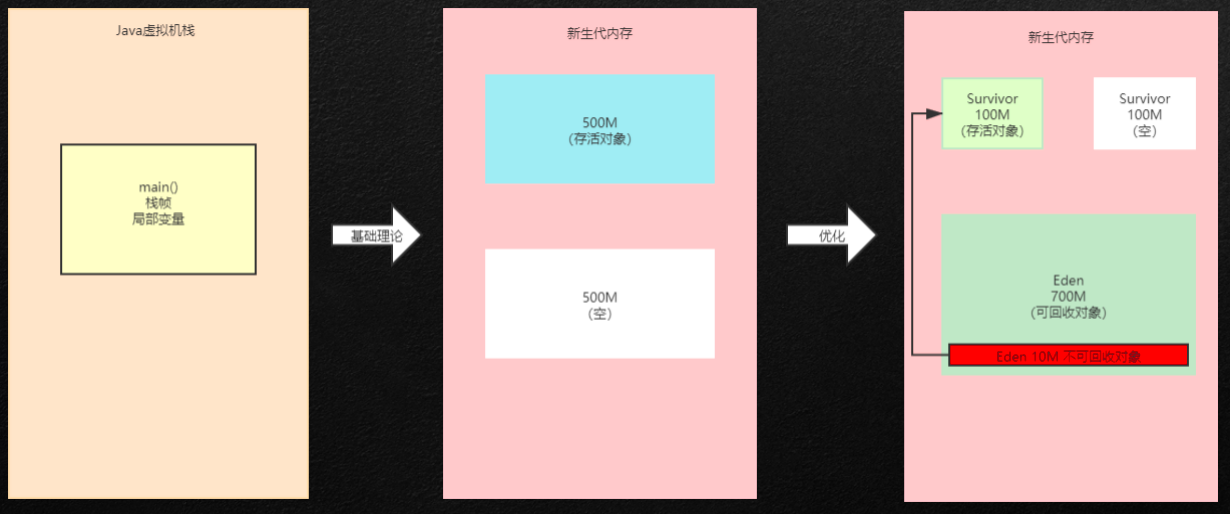 Java虚拟机栈
main()
栈帧
局部变量
基础理论
新生代内存
500M
(存活对象)
500M
(空)
优化
新生代内存
Survivor
100M
(存活对象)
Survivor
100M
(空)
Eden
700M
(可回收对象)
Eden 10M 不可回收对象